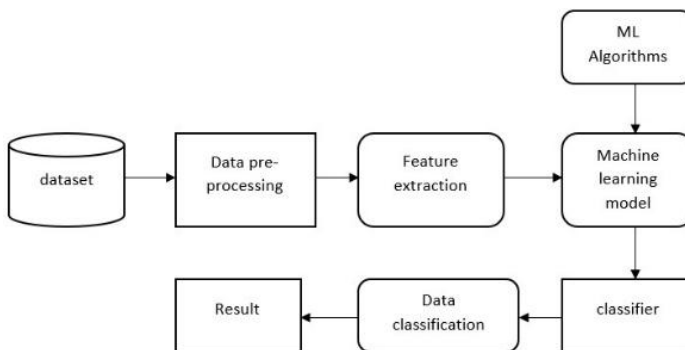 ML
Algorithms
dataset
Data pre-
processing
Feature
extraction
Machine
learning
model
Result
Data
classification
classifier